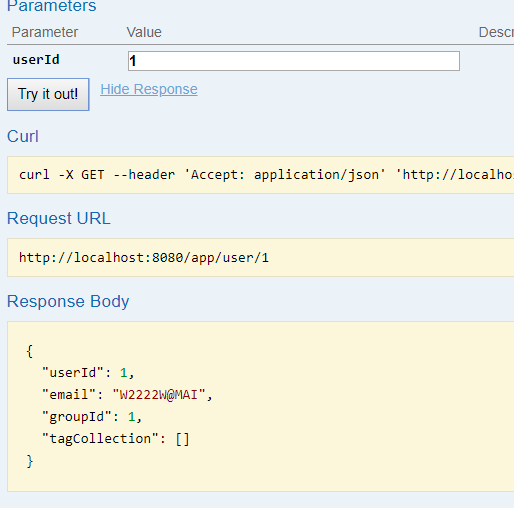 Parameters
Parameter Value Descr
userId 1
Try it out! Hide Response
Curl
curl -X GET --header 'Accept: application/json' 'http://localho
Request URL
http://localhost:8080/app/user/1
Response Body
{
"userId": 1,
"email": "W2222W@MAI",
"groupId": 1,
"tagCollection": []
}